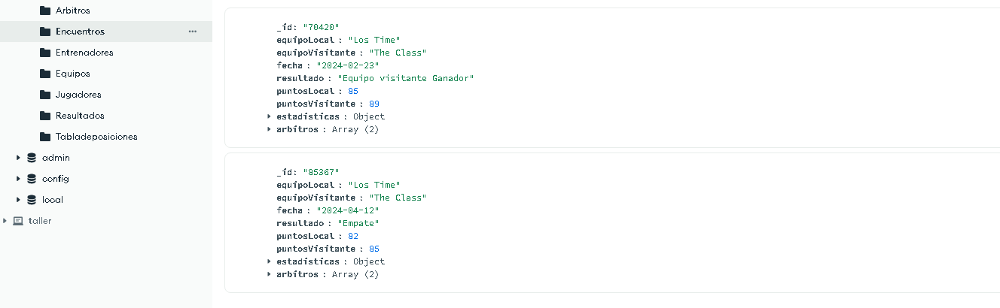 Arbitros
Encuentros
Entrenadores
Equipos
Jugadores
Resultados
Tabladeposiciones
admin
config
local
taller
_id: "70420"
equipoLocal : "Los Time"
equipoVisitante : "The Class"
fecha : "2024-02-23"
resultado : "Equipo visitante Ganador"
puntosLocal : 85
puntosVisitante : 89
estadisticas : Object
arbitros : Array (2)
_id: "85367"
equipoLocal : "Los Time"
equipoVisitante : "The Class"
fecha : "2024-04-12"
resultado : "Empate"
puntosLocal : 82
puntosVisitante : 85
estadisticas : Object
arbitros : Array (2)